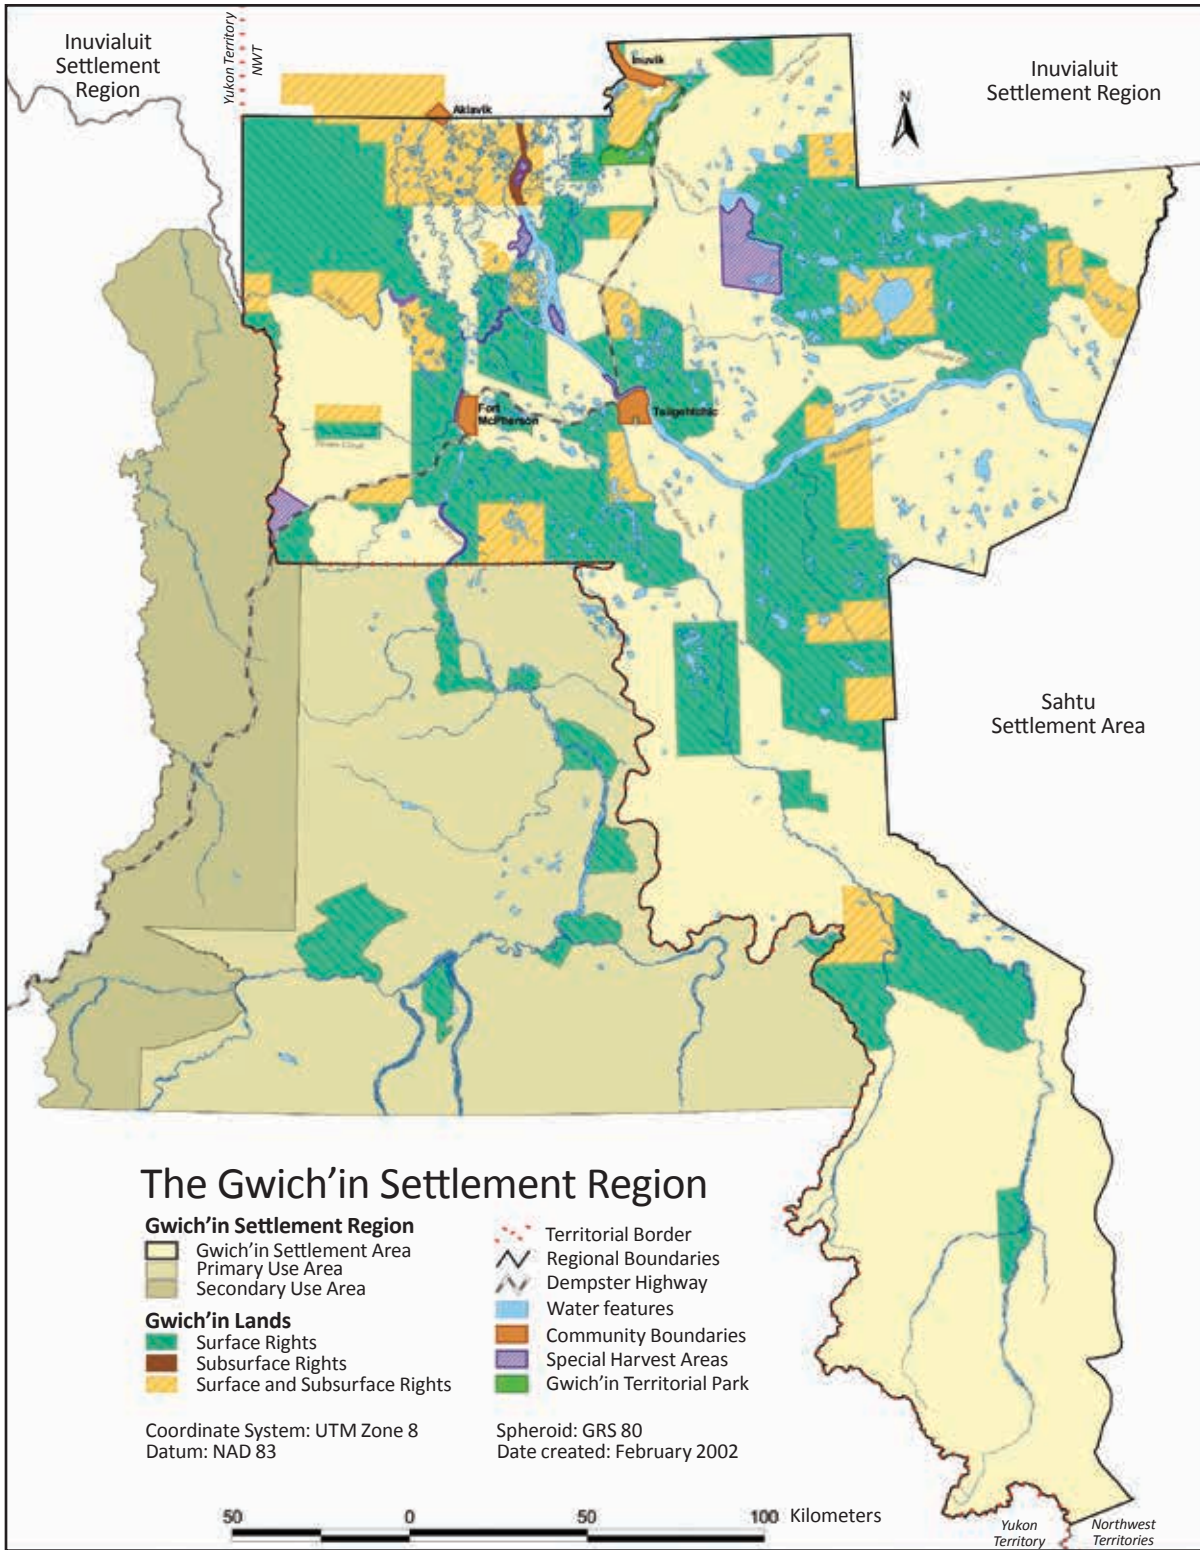 Inuvialuit
Settlement
Region
Yukon Territory
NWT
Inuvik
Inuvialuit
Settlement Region
N
Aklavik
Fort
McPherson
Tsiigehtchic
Sahtu
Settlement Area
The Gwich'in Settlement Region
Gwich'in Settlement Region
Gwich'in Settlement Area
Primary Use Area
Secondary Use Area
Gwich'in Lands
Surface Rights
Subsurface Rights
Surface and Subsurface Rights
Territorial Border
Regional Boundaries
Dempster Highway
Water features
Community Boundaries
Special Harvest Areas
Gwich'in Territorial Park
Coordinate System: UTM Zone 8
Datum: NAD 83
Spheroid: GRS 80
Date created: February 2002
50 0 50 100 Kilometers
Yukon
Territory
Northwest
Territories